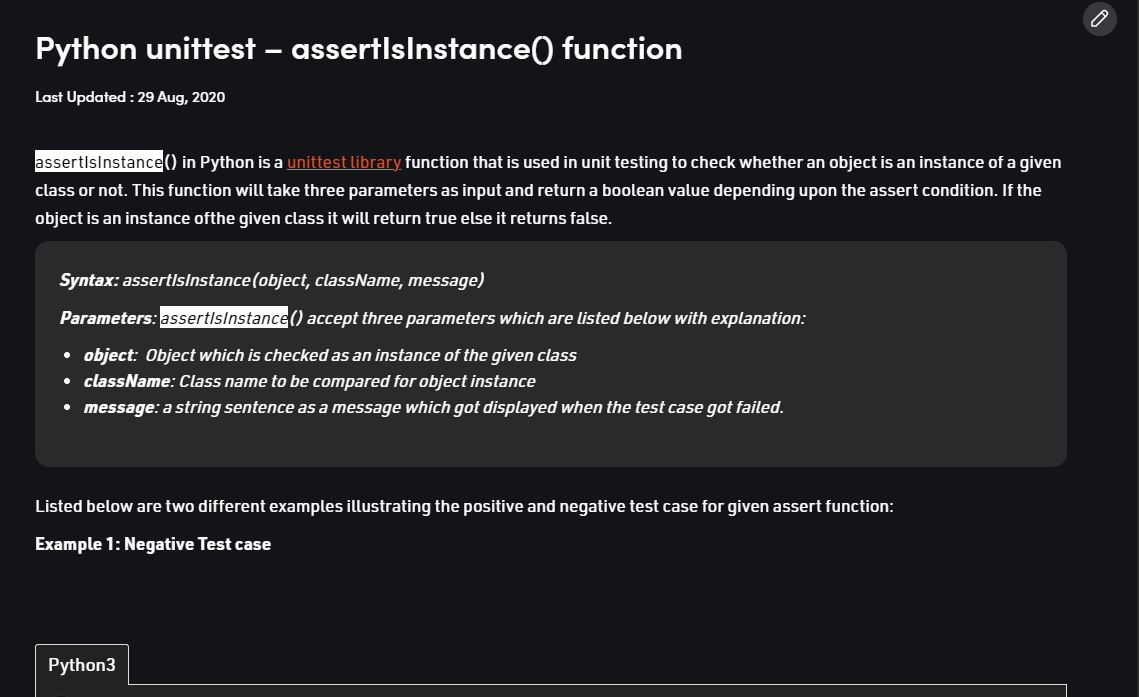 Python unittest – assertIsInstance() function
Last Updated : 29 Aug, 2020
assertIsInstance() in Python is a unittest library function that is used in unit testing to check whether an object is an instance of a given
class or not. This function will take three parameters as input and return a boolean value depending upon the assert condition. If the
object is an instance ofthe given class it will return true else it returns false.
Syntax: assertIsInstance(object, className, message)
Parameters: assertIsInstance() accept three parameters which are listed below with explanation:
• object:  Object which is checked as an instance of the given class
• className: Class name to be compared for object instance
• message: a string sentence as a message which got displayed when the test case got failed.
Listed below are two different examples illustrating the positive and negative test case for given assert function:
Example 1: Negative Test case
Python3